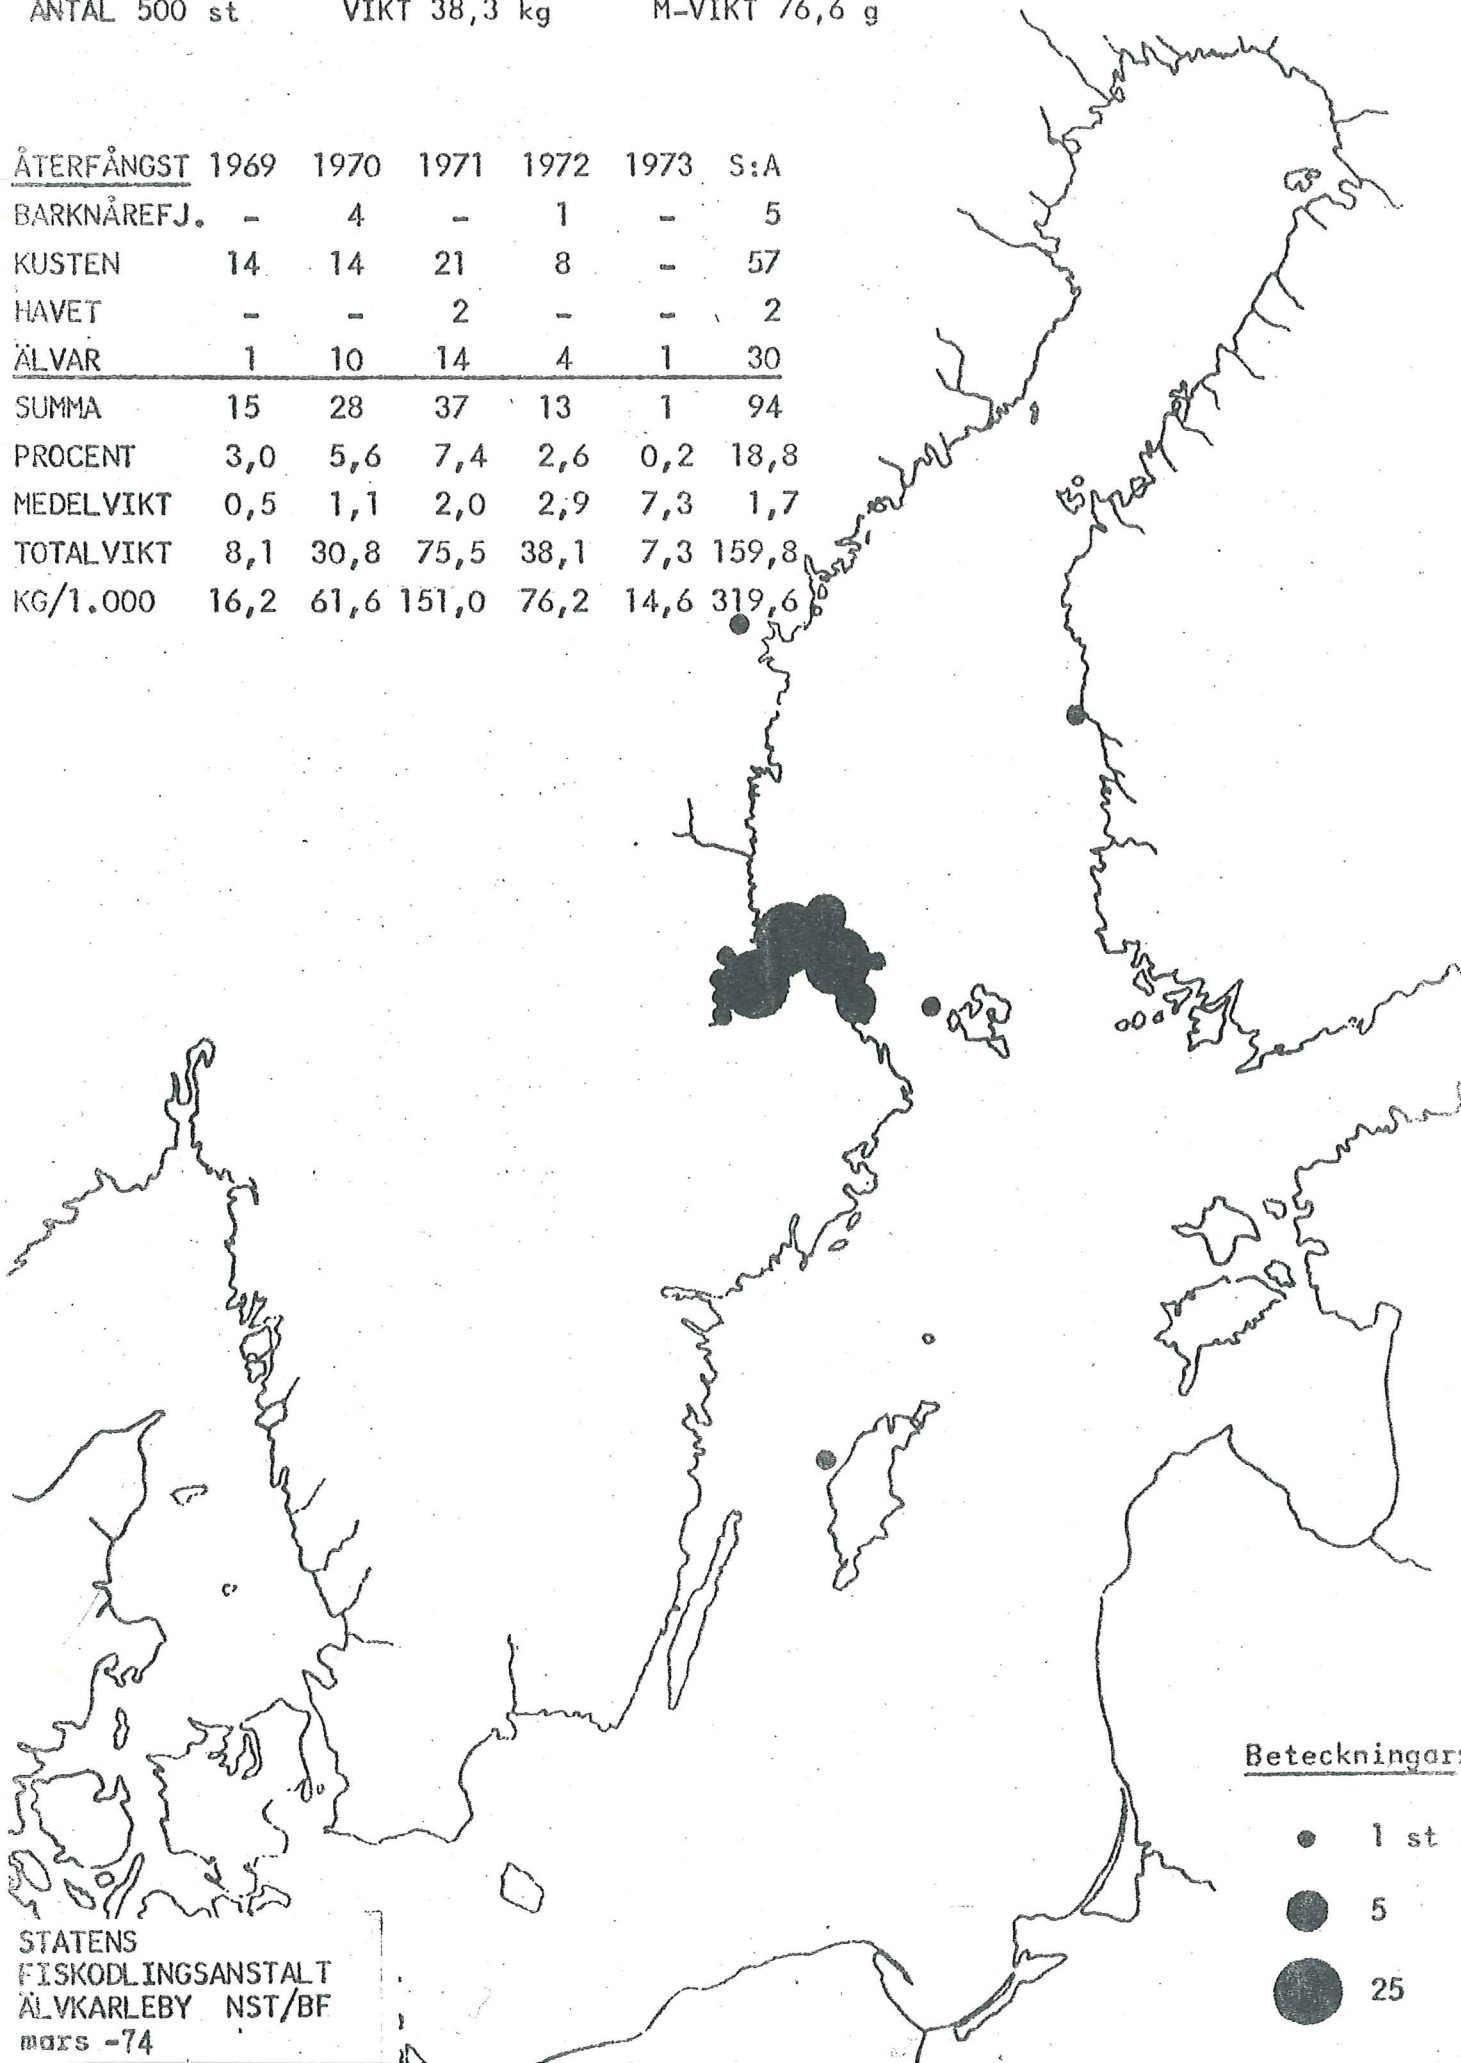 ANTAL 500 st VIKT 38,3 kg M-VIKT 76,6 g
ÅTERFÅNGST 1969 1970 1971 1972 1973 S:A
BARKNÅREFJ. - 4 - 1 - 5
KUSTEN 14 14 21 8 - 57
HAVET - - 2 - - 2
ÄLVAR 1 10 14 4 1 30
SUMMA 15 28 37 13 1 94
PROCENT 3,0 5,6 7,4 2,6 0,2 18,8
MEDELVIKT 0,5 1,1 2,0 2,9 7,3 1,7
TOTALVIKT 8,1 30,8 75,5 38,1 7,3 159,8
KG/1.000 16,2 61,6 151,0 76,2 14,6 319,6
Beteckningar:
1 st
5
25
STATENS
FISKODLINGSANSTALT
ÄLVKARLEBY NST/BF
mars -74